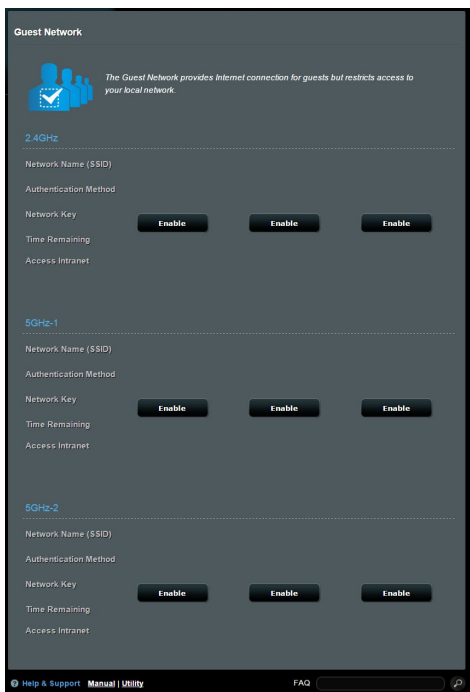 Guest Network
The Guest Network provides Internet connection for guests but restricts access to
your local network.
2.4GHz
Network Name (SSID)
Authentication Method
Network Key
Enable Enable Enable
Time Remaining
Access Intranet
5GHz-1
Network Name (SSID)
Authentication Method
Network Key
Enable Enable Enable
Time Remaining
Access Intranet
5GHz-2
Network Name (SSID)
Authentication Method
Network Key
Enable Enable Enable
Time Remaining
Access Intranet
? Help & Support Manual | Utility FAQ